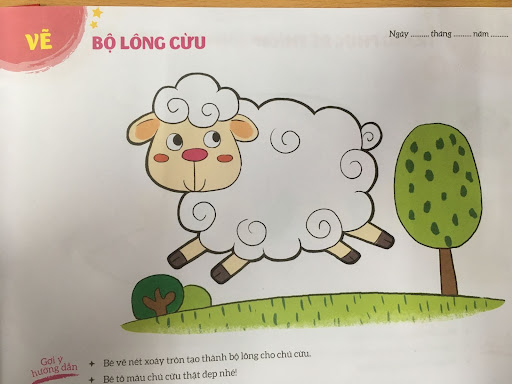 VẼ
BỘ LÔNG CỪU
Ngày ......... tháng ......... năm .........
Gợi ý
hướng dẫn
+ Bé vẽ nét xoáy tròn tạo thành bộ lông cho chú cừu.
+ Bé tô màu chú cừu thật đẹp nhé!